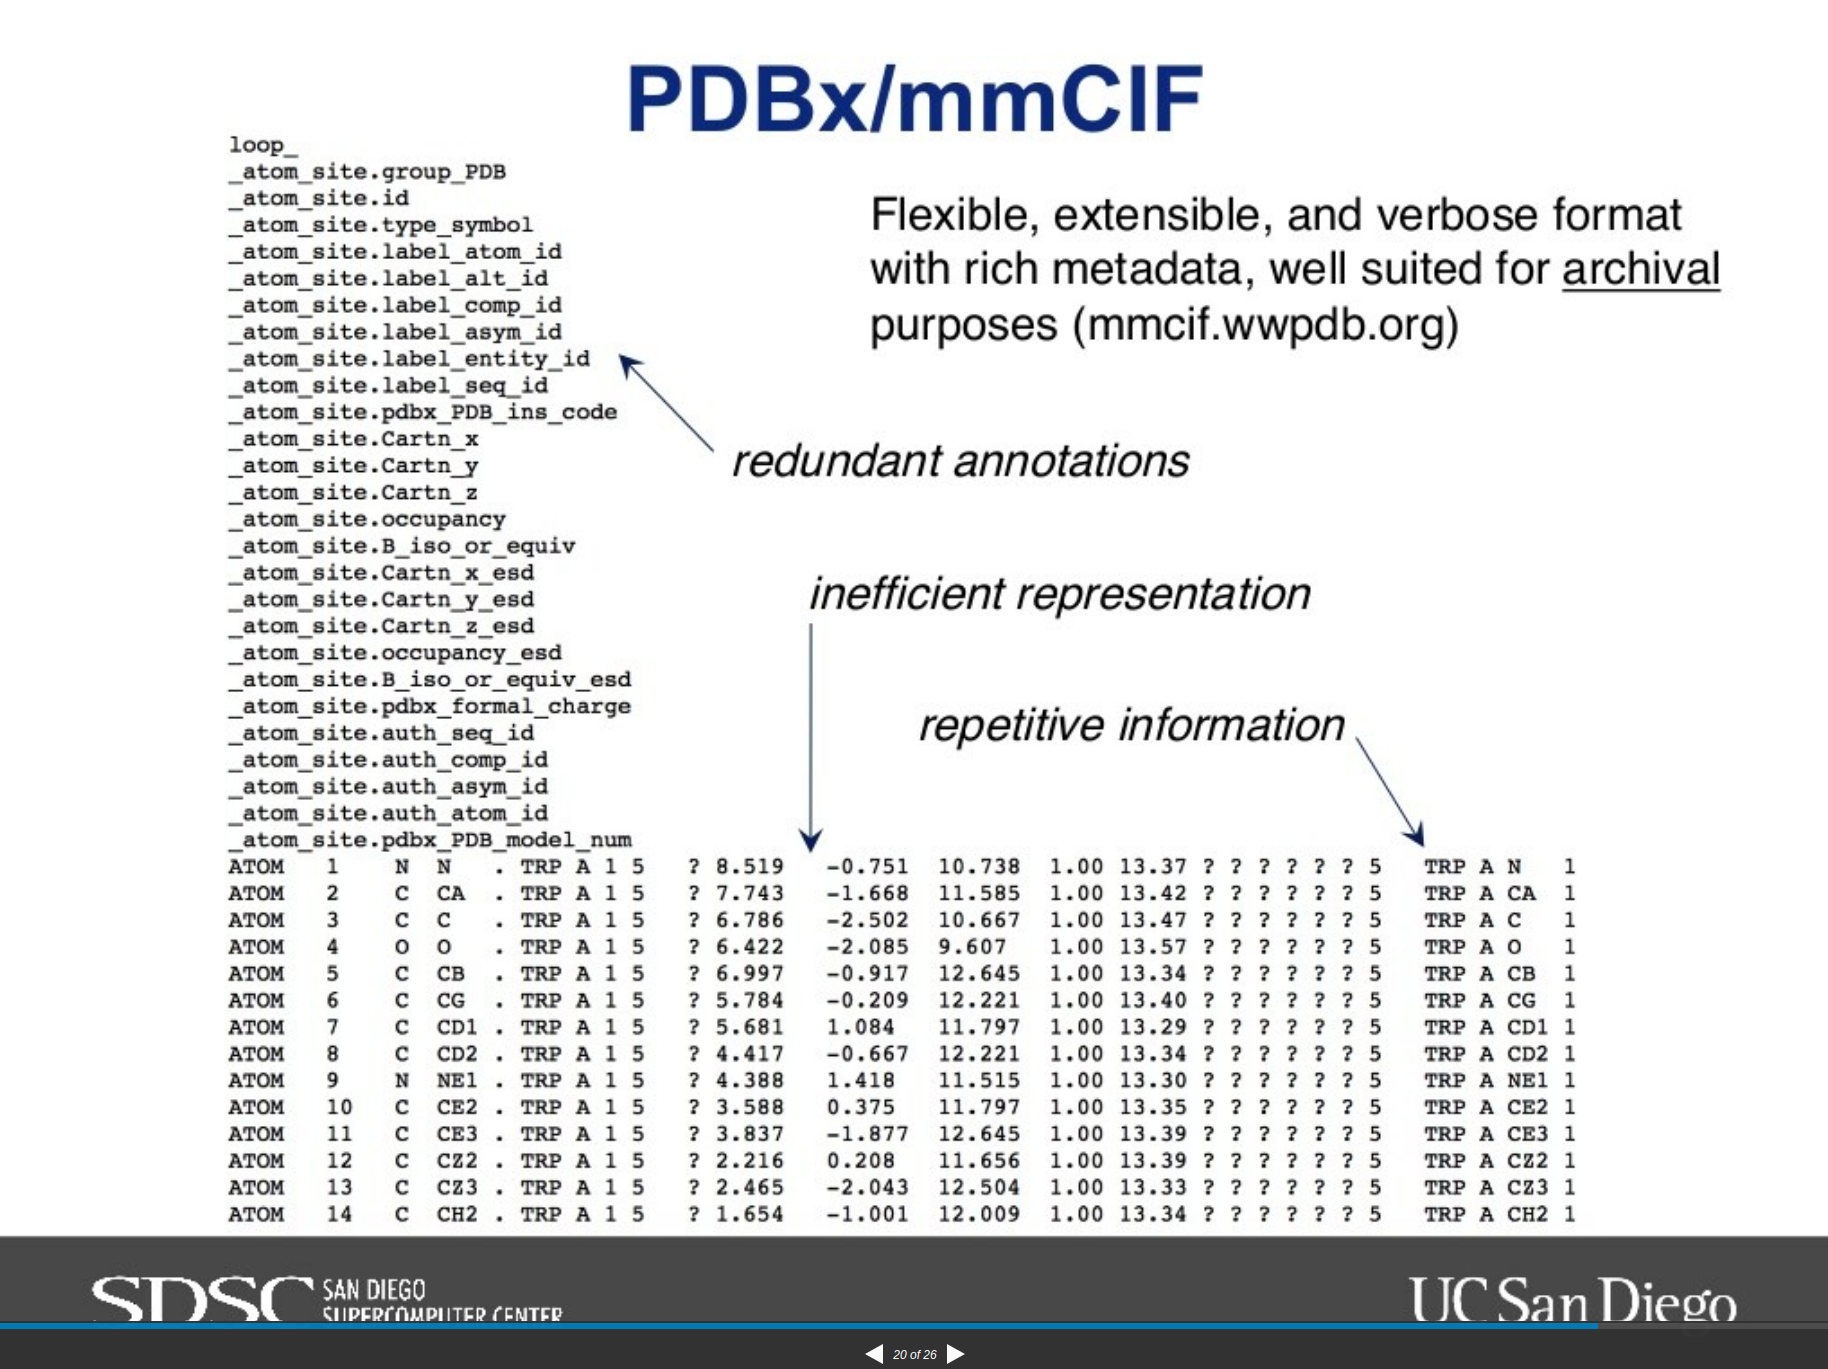 PDBx/mmCIF
loop_
_atom_site.group_PDB
_atom_site.id
_atom_site.type_symbol
_atom_site.label_atom_id
_atom_site.label_alt_id
_atom_site.label_comp_id
_atom_site.label_asym_id
_atom_site.label_entity_id
_atom_site.label_seq_id
_atom_site.pdbx_PDB_ins_code
_atom_site.Cartn_x
_atom_site.Cartn_y
_atom_site.Cartn_z
_atom_site.occupancy
_atom_site.B_iso_or_equiv
_atom_site.Cartn_x_esd
_atom_site.Cartn_y_esd
_atom_site.Cartn_z_esd
_atom_site.occupancy_esd
_atom_site.B_iso_or_equiv_esd
_atom_site.pdbx_formal_charge
_atom_site.auth_seq_id
_atom_site.auth_comp_id
_atom_site.auth_asym_id
_atom_site.auth_atom_id
_atom_site.pdbx_PDB_model_num
Flexible, extensible, and verbose format
with rich metadata, well suited for archival
purposes (mmcif.wwpdb.org)
redundant annotations
inefficient representation
repetitive information
ATOM 1 N N . TRP A 1 5 ? 8.519 -0.751 10.738 1.00 13.37 ? ? ? ? ? ? 5 TRP A N 1
ATOM 2 C CA . TRP A 1 5 ? 7.743 -1.668 11.585 1.00 13.42 ? ? ? ? ? ? 5 TRP A CA 1
ATOM 3 C C . TRP A 1 5 ? 6.786 -2.502 10.667 1.00 13.47 ? ? ? ? ? ? 5 TRP A C 1
ATOM 4 O O . TRP A 1 5 ? 6.422 -2.085 9.607 1.00 13.57 ? ? ? ? ? ? 5 TRP A O 1
ATOM 5 C CB . TRP A 1 5 ? 6.997 -0.917 12.645 1.00 13.34 ? ? ? ? ? ? 5 TRP A CB 1
ATOM 6 C CG . TRP A 1 5 ? 5.784 -0.209 12.221 1.00 13.40 ? ? ? ? ? ? 5 TRP A CG 1
ATOM 7 C CD1 . TRP A 1 5 ? 5.681 1.084 11.797 1.00 13.29 ? ? ? ? ? ? 5 TRP A CD1 1
ATOM 8 C CD2 . TRP A 1 5 ? 4.417 -0.667 12.221 1.00 13.34 ? ? ? ? ? ? 5 TRP A CD2 1
ATOM 9 N NE1 . TRP A 1 5 ? 4.388 1.418 11.515 1.00 13.30 ? ? ? ? ? ? 5 TRP A NE1 1
ATOM 10 C CE2 . TRP A 1 5 ? 3.588 0.375 11.797 1.00 13.35 ? ? ? ? ? ? 5 TRP A CE2 1
ATOM 11 C CE3 . TRP A 1 5 ? 3.837 -1.877 12.645 1.00 13.39 ? ? ? ? ? ? 5 TRP A CE3 1
ATOM 12 C CZ2 . TRP A 1 5 ? 2.216 0.208 11.656 1.00 13.39 ? ? ? ? ? ? 5 TRP A CZ2 1
ATOM 13 C CZ3 . TRP A 1 5 ? 2.465 -2.043 12.504 1.00 13.33 ? ? ? ? ? ? 5 TRP A CZ3 1
ATOM 14 C CH2 . TRP A 1 5 ? 1.654 -1.001 12.009 1.00 13.34 ? ? ? ? ? ? 5 TRP A CH2 1
SDSC SAN DIEGO
SUPERCOMPUTER CENTER
UC San Diego
20 of 26